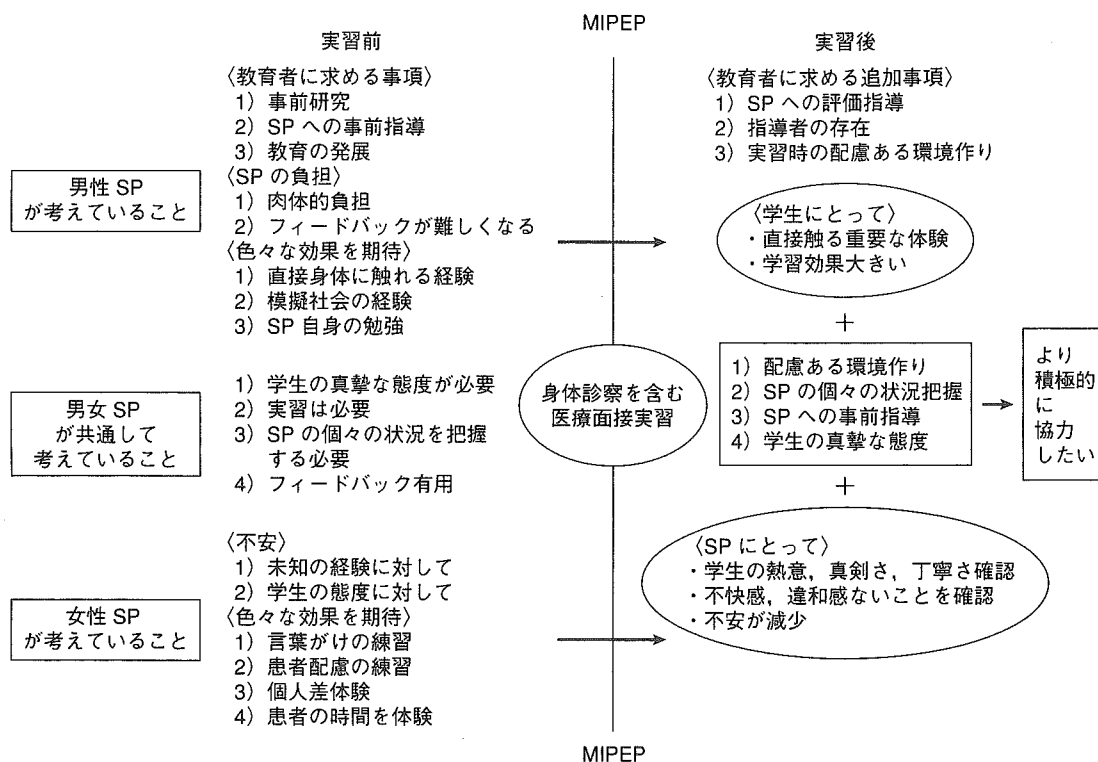 MIPEP
実習前
〈教育者に求める事項〉
1）事前研究
2）SP への事前指導
3）教育の発展
〈SP の負担〉
1）肉体的負担
2）フィードバックが難しくなる
〈色々な効果を期待〉
1）直接身体に触れる経験
2）模擬社会の経験
3）SP 自身の勉強
男性 SP
が考えていること
1）学生の真摯な態度が必要
2）実習は必要
3）SP の個々の状況を把握
する必要
4）フィードバック有用
男女 SP
が共通して
考えていること
〈不安〉
1）未知の経験に対して
2）学生の態度に対して
〈色々な効果を期待〉
1）言葉がけの練習
2）患者配慮の練習
3）個人差体験
4）患者の時間を体験
女性 SP
が考えていること
身体診察を含む
医療面接実習
実習後
〈教育者に求める追加事項〉
1）SP への評価指導
2）指導者の存在
3）実習時の配慮ある環境作り
〈学生にとって〉
・直接触る重要な体験
・学習効果大きい
+
1）配慮ある環境作り
2）SP の個々の状況把握
3）SP への事前指導
4）学生の真摯な態度
より
積極的
に
協力
したい
+
〈SP にとって〉
・学生の熱意，真剣さ，丁寧さ確認
・不快感，違和感ないことを確認
・不安が減少
MIPEP